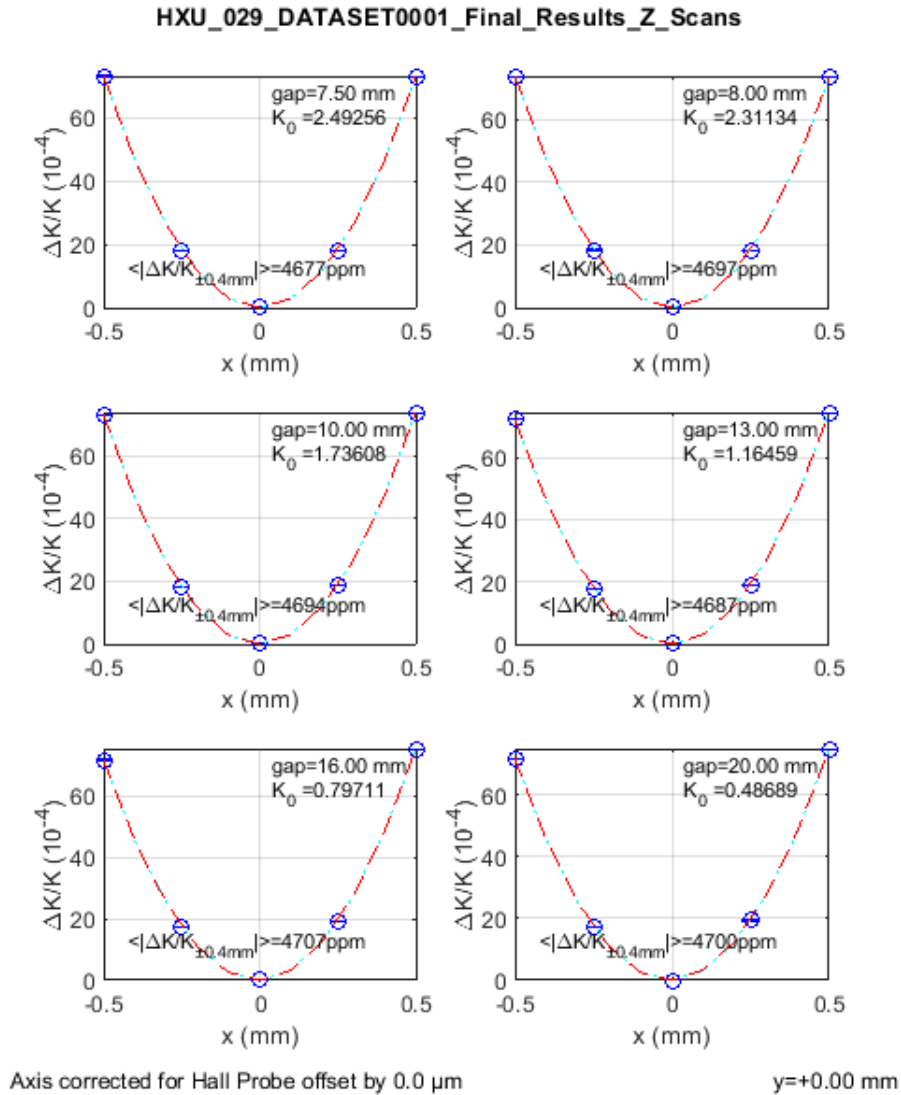 HXU_029_DATASET0001_Final_Results_Z_Scans
gap=7.50 mm
K0 =2.49256
ΔK/K (10-4)
60
40
20
0
<|ΔK/K±0.4mm|>=4677ppm
-0.5 0 0.5
x (mm)
gap=8.00 mm
K0 =2.31134
ΔK/K (10-4)
60
40
20
0
<|ΔK/K±0.4mm|>=4697ppm
-0.5 0 0.5
x (mm)
gap=10.00 mm
K0 =1.73608
ΔK/K (10-4)
60
40
20
0
<|ΔK/K±0.4mm|>=4694ppm
-0.5 0 0.5
x (mm)
gap=13.00 mm
K0 =1.16459
ΔK/K (10-4)
60
40
20
0
<|ΔK/K±0.4mm|>=4687ppm
-0.5 0 0.5
x (mm)
gap=16.00 mm
K0 =0.79711
ΔK/K (10-4)
60
40
20
0
<|ΔK/K±0.4mm|>=4707ppm
-0.5 0 0.5
x (mm)
gap=20.00 mm
K0 =0.48689
ΔK/K (10-4)
60
40
20
0
<|ΔK/K±0.4mm|>=4700ppm
-0.5 0 0.5
x (mm)
Axis corrected for Hall Probe offset by 0.0 μm
y=+0.00 mm